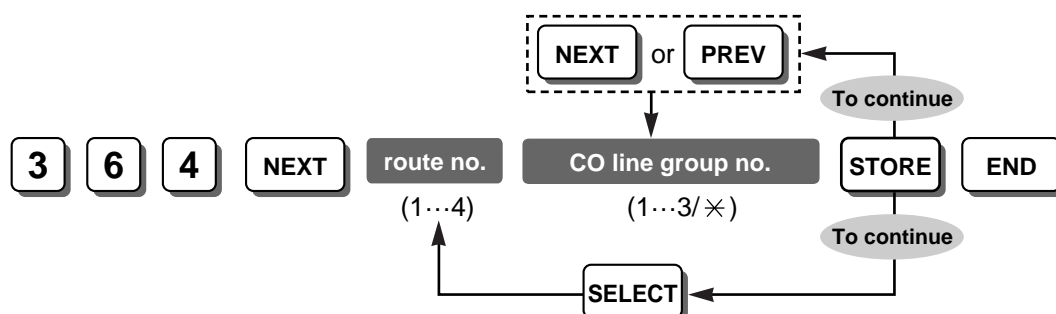 NEXT or PREV
To continue
3 6 4 NEXT route no. CO line group no. STORE END
(1···4) (1···3/✳)
To continue
SELECT